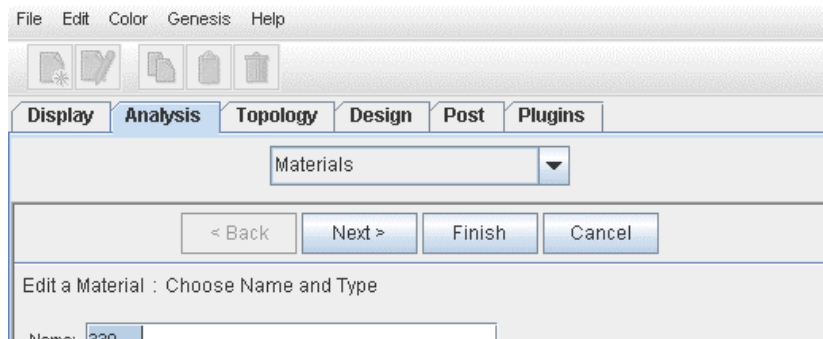 File Edit Color Genesis Help
Display Analysis Topology Design Post Plugins
Materials
< Back Next > Finish Cancel
Edit a Material : Choose Name and Type
Name: